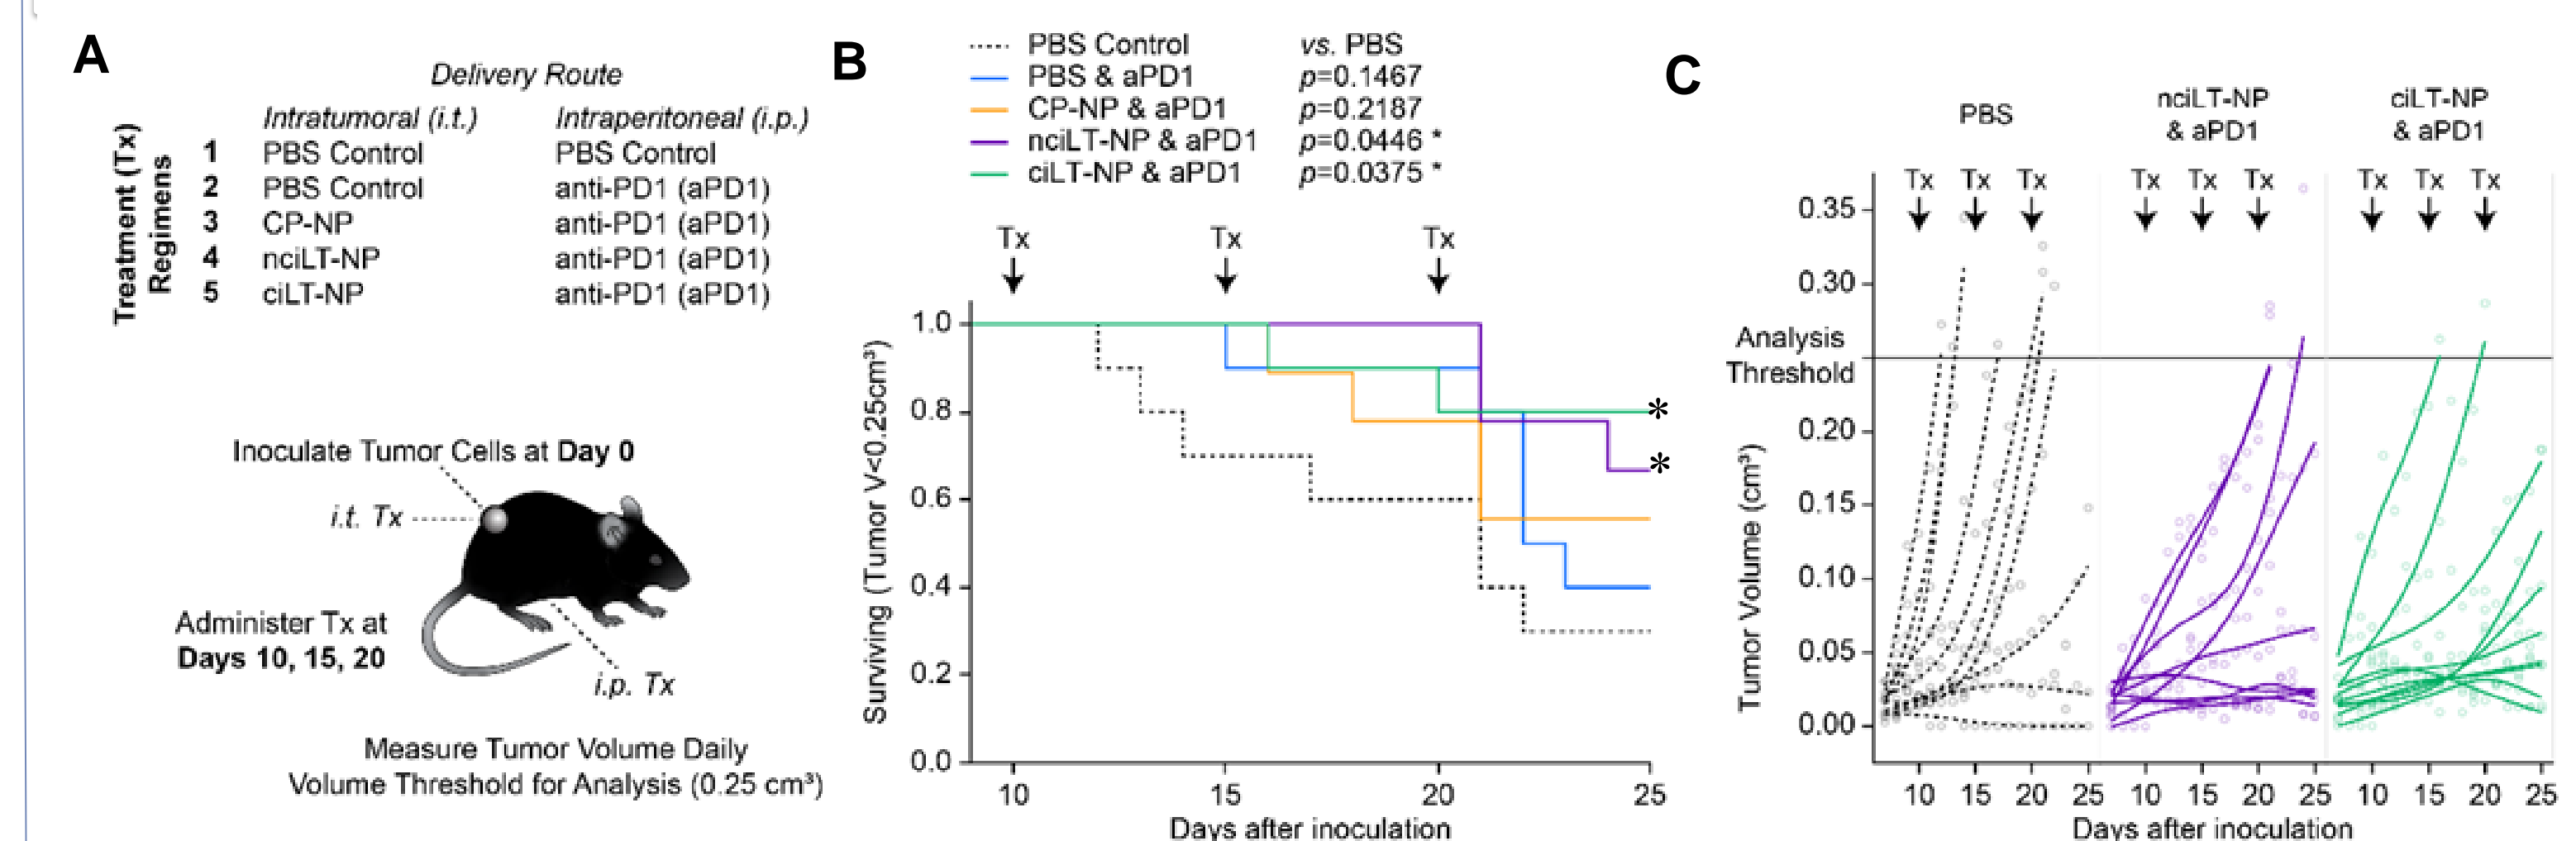 A
Delivery Route
Treatment (Tx)
Regimens
Intratumoral (i.t.) Intraperitoneal (i.p.)
1 PBS Control PBS Control
2 PBS Control anti-PD1 (aPD1)
3 CP-NP anti-PD1 (aPD1)
4 nciLT-NP anti-PD1 (aPD1)
5 ciLT-NP anti-PD1 (aPD1)
Inoculate Tumor Cells at Day 0
i.t. Tx
Administer Tx at
Days 10, 15, 20
i.p. Tx
Measure Tumor Volume Daily
Volume Threshold for Analysis (0.25 cm³)
B
PBS Control vs. PBS
PBS & aPD1 p=0.1467
CP-NP & aPD1 p=0.2187
nciLT-NP & aPD1 p=0.0446 *
ciLT-NP & aPD1 p=0.0375 *
Tx Tx Tx
Surviving (Tumor V<0.25cm³)
1.0
0.8
0.6
0.4
0.2
0.0
*
*
10 15 20 25
Days after inoculation
C
PBS
nciLT-NP
& aPD1
ciLT-NP
& aPD1
Tx Tx Tx Tx Tx Tx Tx Tx Tx
Tumor Volume (cm³)
0.35
0.30
Analysis
Threshold
0.20
0.15
0.10
0.05
0.00
10 15 20 25 10 15 20 25 10 15 20 25
Days after inoculation